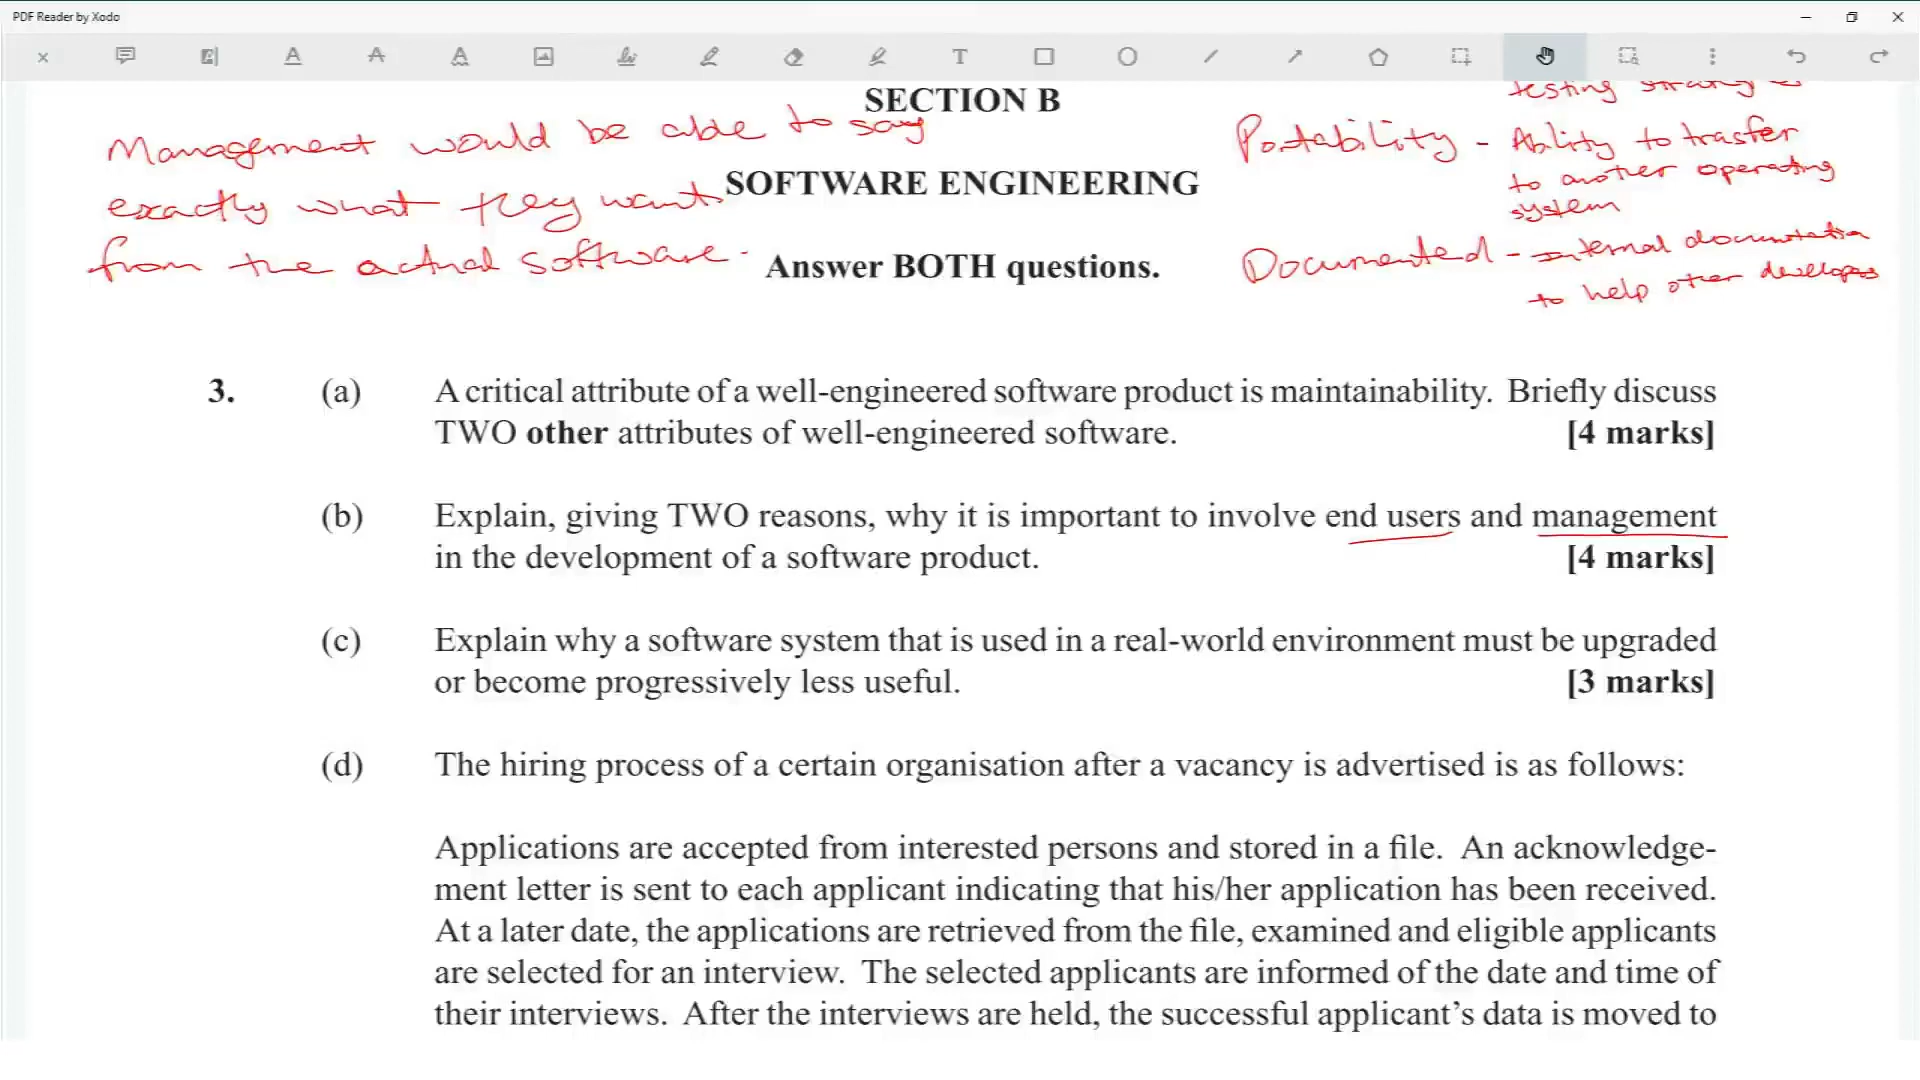 PDF Reader by Xodo
SECTION B
testing
Management would be able to say
Portability - Ability to trasfer
SOFTWARE ENGINEERING
to another operating
exactly what they want
system
from the actual software.
Answer BOTH questions.
Documented - Internal documentation
to help other developers
3. (a) A critical attribute of a well-engineered software product is maintainability. Briefly discuss
TWO other attributes of well-engineered software. [4 marks]
(b) Explain, giving TWO reasons, why it is important to involve end users and management
in the development of a software product. [4 marks]
(c) Explain why a software system that is used in a real-world environment must be upgraded
or become progressively less useful. [3 marks]
(d) The hiring process of a certain organisation after a vacancy is advertised is as follows:
Applications are accepted from interested persons and stored in a file. An acknowledge-
ment letter is sent to each applicant indicating that his/her application has been received.
At a later date, the applications are retrieved from the file, examined and eligible applicants
are selected for an interview. The selected applicants are informed of the date and time of
their interviews. After the interviews are held, the successful applicant's data is moved to